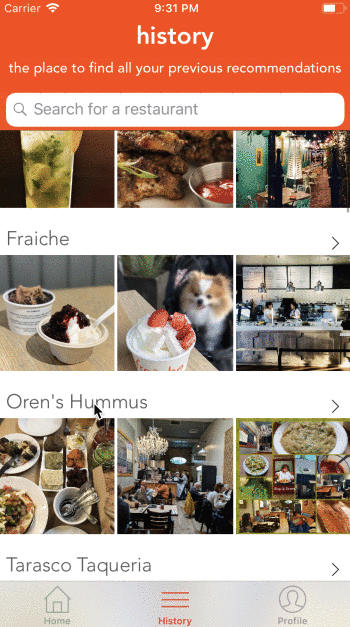 Carrier 9:31 PM
history
the place to find all your previous recommendations
Search for a restaurant
Fraiche
Oren's Hummus
Tarasco Taqueria
Home History Profile